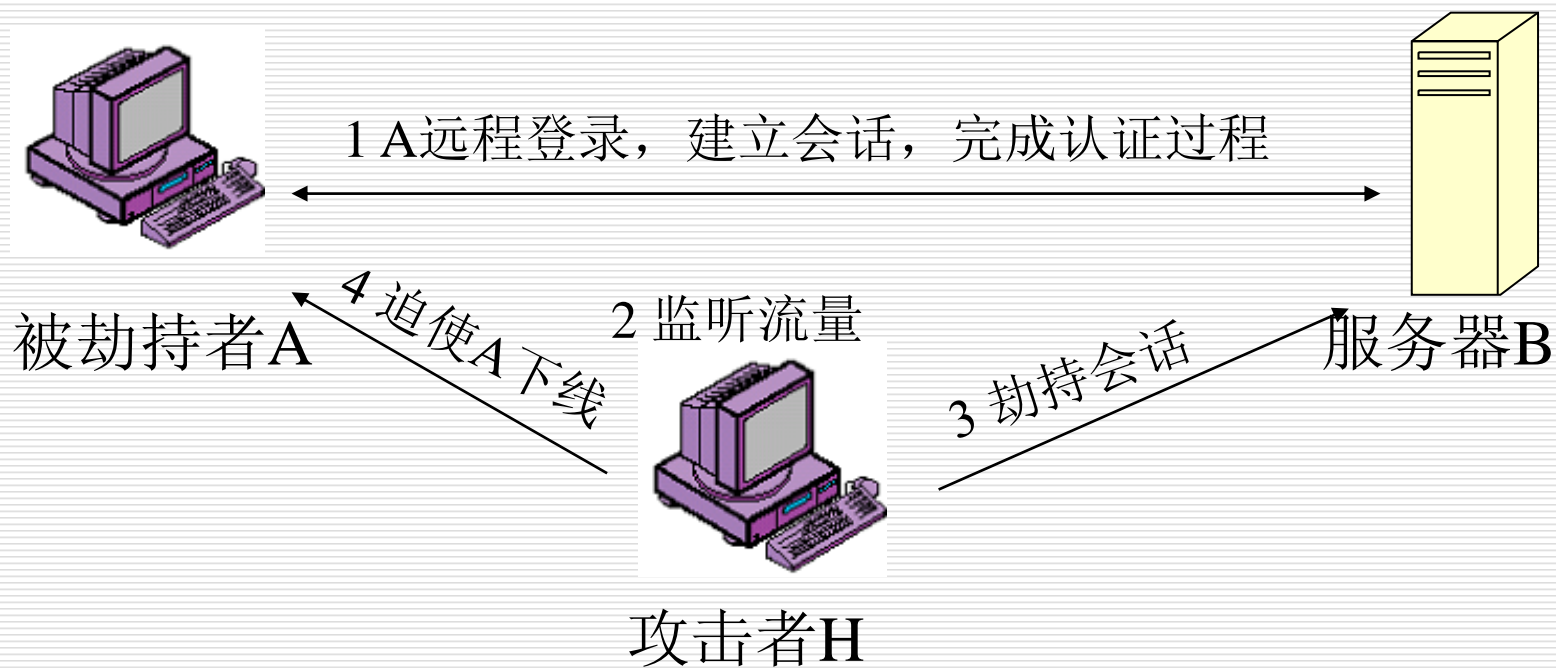 1 A远程登录，建立会话，完成认证过程
4 迫使A下线
2 监听流量
3 劫持会话
被劫持者A
服务器B
攻击者H